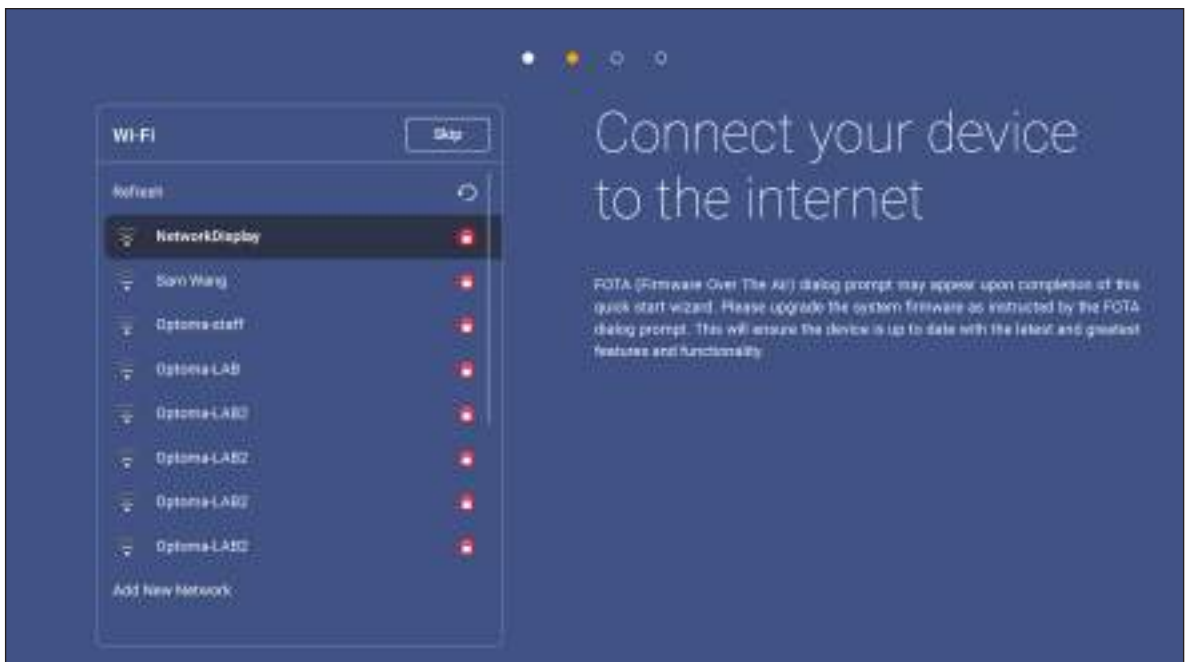 Wi-Fi
Skip
Connect your device
to the internet
Refresh
NetworkDisplay
Sam Wang
Optoma-staff
Optoma-LAB
Optoma-LAB2
Optoma-LAB2
Optoma-LAB2
Optoma-LAB2
Add New Network
FOTA (Firmware Over The Air) dialog prompt may appear upon completion of this
quick start wizard. Please upgrade the system firmware as instructed by the FOTA
dialog prompt. This will ensure the device is up to date with the latest and greatest
features and functionality.